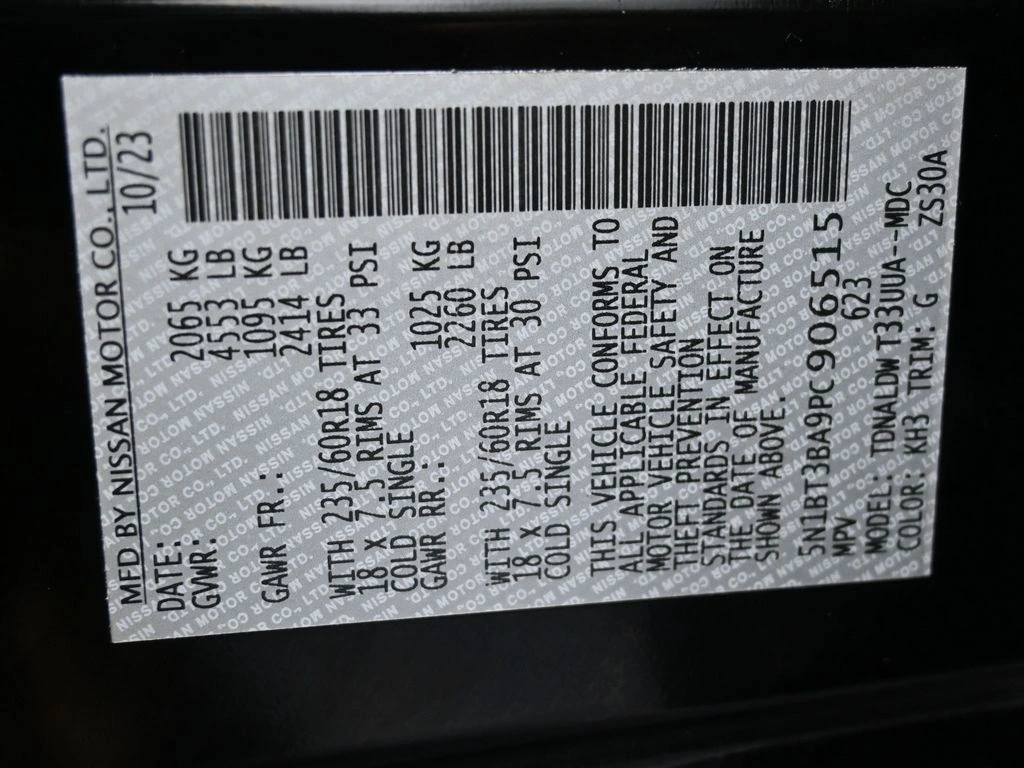 MFD BY NISSAN MOTOR CO., LTD.
DATE: 10/23
GVWR: 2065 KG
4553 LB
GAWR FR.: 1095 KG
2414 LB
WITH 235/60R18 TIRES
18 X 7.5 RIMS AT 33 PSI
COLD SINGLE
GAWR RR.: 1025 KG
2260 LB
WITH 235/60R18 TIRES
18 X 7.5 RIMS AT 30 PSI
COLD SINGLE
THIS VEHICLE CONFORMS TO
ALL APPLICABLE FEDERAL
MOTOR VEHICLE SAFETY AND
THEFT PREVENTION
STANDARDS IN EFFECT ON
THE DATE OF MANUFACTURE
SHOWN ABOVE.
5N1BT3BA9PC906515
MPV 623
MODEL: TDNALDW T33UUA--MDC
COLOR: KH3 TRIM: G ZS30A